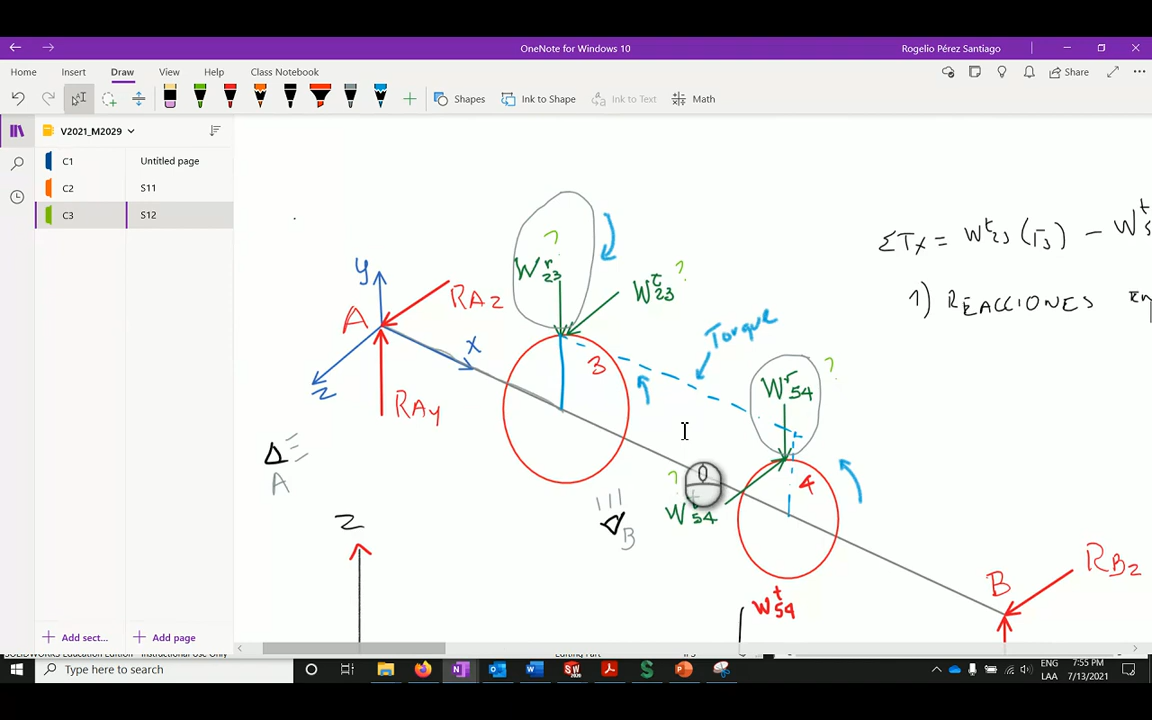 OneNote for Windows 10
Rogelio Pérez Santiago
Home Insert Draw View Help Class Notebook
Share
Shapes Ink to Shape Ink to Text Math
V2021_M2029
C1 Untitled page
C2 S11
C3 S12
?
W^r_23
W^t_23 ?
y
A
RAz
x
z
RAy
3
Torque
W^r_54
?
4
?
W^t_54
A
B
z
W^t_54
B
RBz
ΣTx = W^t_23 (r3) - W^t_5
1) REACCIONES
Add sect...
Add page
ENG
LAA
7:55 PM
7/13/2021
Type here to search